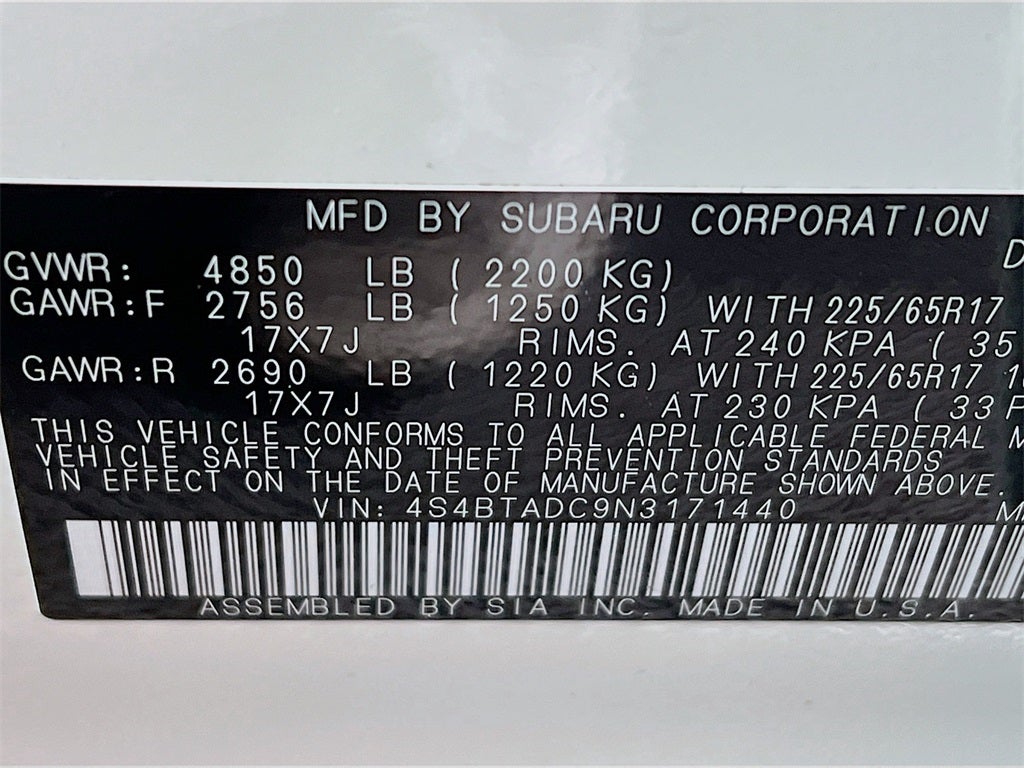 MFD BY SUBARU CORPORATION D
GVWR: 4850 LB ( 2200 KG)
GAWR:F 2756 LB ( 1250 KG) WITH 225/65R17
17X7J RIMS. AT 240 KPA ( 35
GAWR:R 2690 LB ( 1220 KG) WITH 225/65R17
17X7J RIMS. AT 230 KPA ( 33
THIS VEHICLE CONFORMS TO ALL APPLICABLE FEDERAL M
VEHICLE SAFETY AND THEFT PREVENTION STANDARDS
IN EFFECT ON THE DATE OF MANUFACTURE SHOWN ABOVE.
VIN: 4S4BTADC9N3171440
ASSEMBLED BY SIA INC. MADE IN U.S.A.